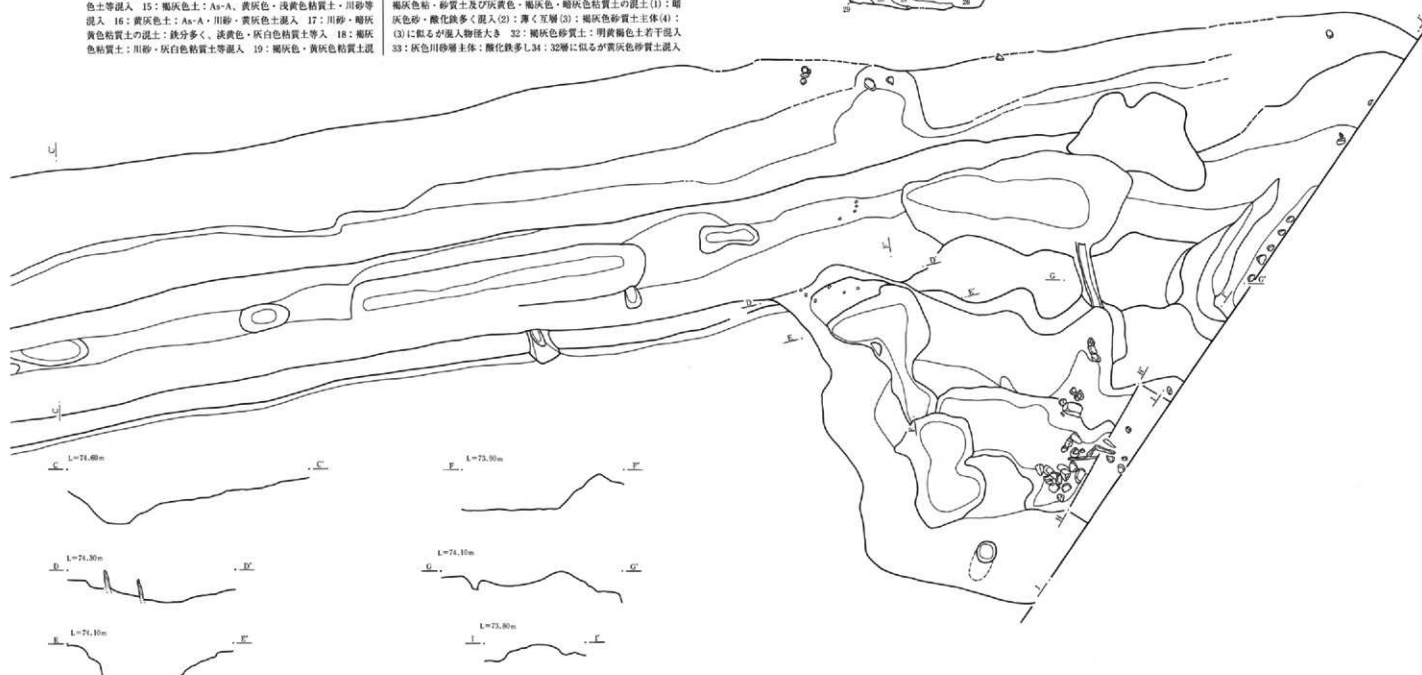 色土等混入 15：褐灰色土：As-A、黄灰色・浅黄色粘質土・川砂等
混入 16：黄灰色土：As-A・川砂・黄灰色土混入 17：川砂・暗灰
黄色粘質土の混土：鉄分多く、淡黄色・灰白色粘質土等入 18：褐灰
色粘質土：川砂・灰白色粘質土等混入 19：褐灰色・黄灰色粘質土混
褐灰色粘・砂質土及び灰黄色・褐灰色・暗灰色粘質土の混土(1)：暗
灰色砂・酸化鉄多く混入(2)：薄く互層(3)：褐灰色砂質土主体(4)：
(3)に似るが混入物径大き 32：褐灰色砂質土：明黄褐色土若干混入
33：灰色川砂層主体：酸化鉄多し34：32層に似るが黄灰色砂質土混入
29 28
C'
F'
D'
G
E'
D
G'
E
H'
I'
C
F
H
I
L=74.60m
C C'
L=73.90m
F F'
L=74.30m
D D'
L=74.10m
G G'
L=74.10m
E E'
L=73.80m
I I'